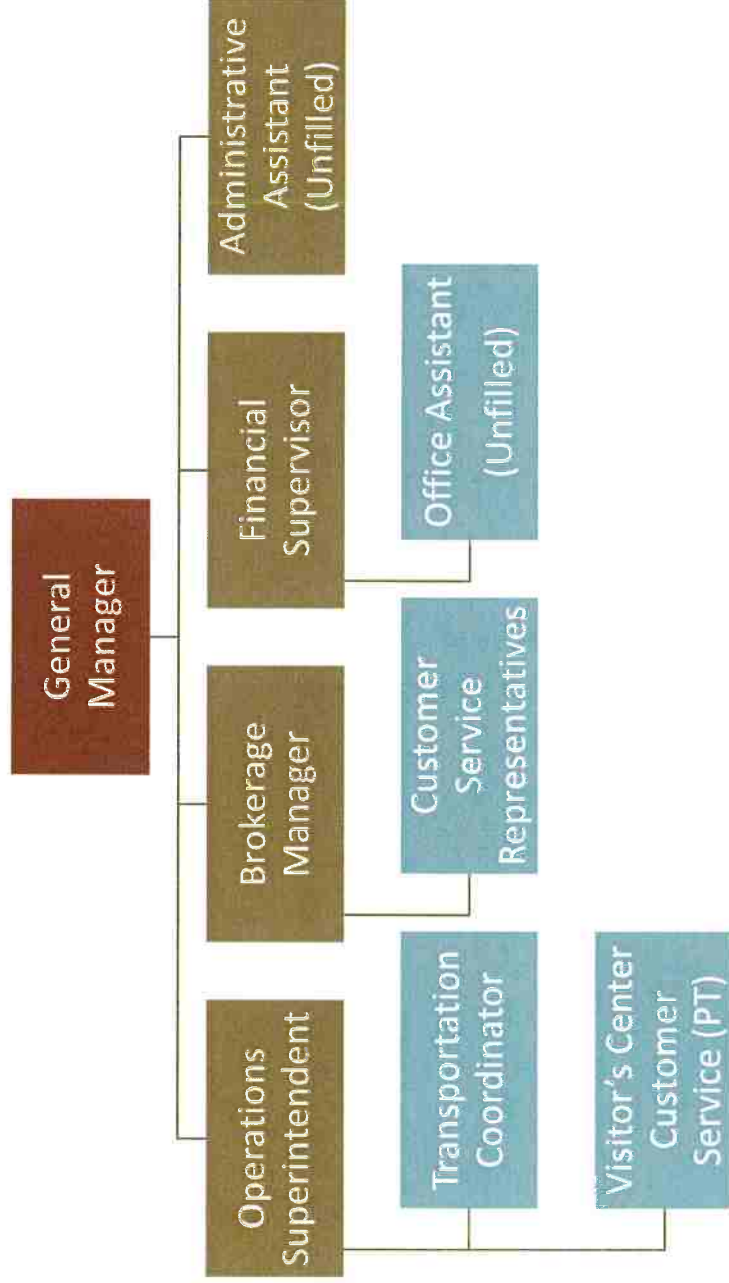 General
Manager
Operations
Superintendent
Brokerage
Manager
Financial
Supervisor
Administrative
Assistant
(Unfilled)
Transportation
Coordinator
Customer
Service
Representatives
Office Assistant
(Unfilled)
Visitor's Center
Customer
Service (PT)